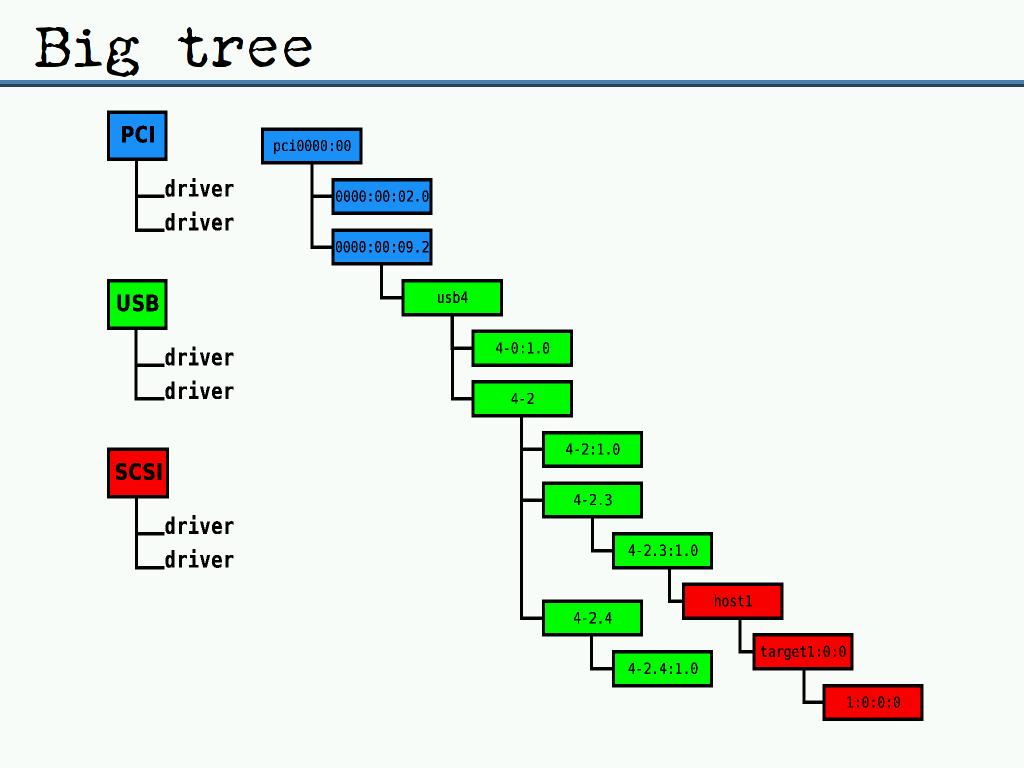 Big tree
PCI
driver
driver
USB
driver
driver
SCSI
driver
driver
pci0000:00
0000:00:02.0
0000:00:09.2
usb4
4-0:1.0
4-2
4-2:1.0
4-2.3
4-2.3:1.0
host1
target1:0:0
1:0:0:0
4-2.4
4-2.4:1.0